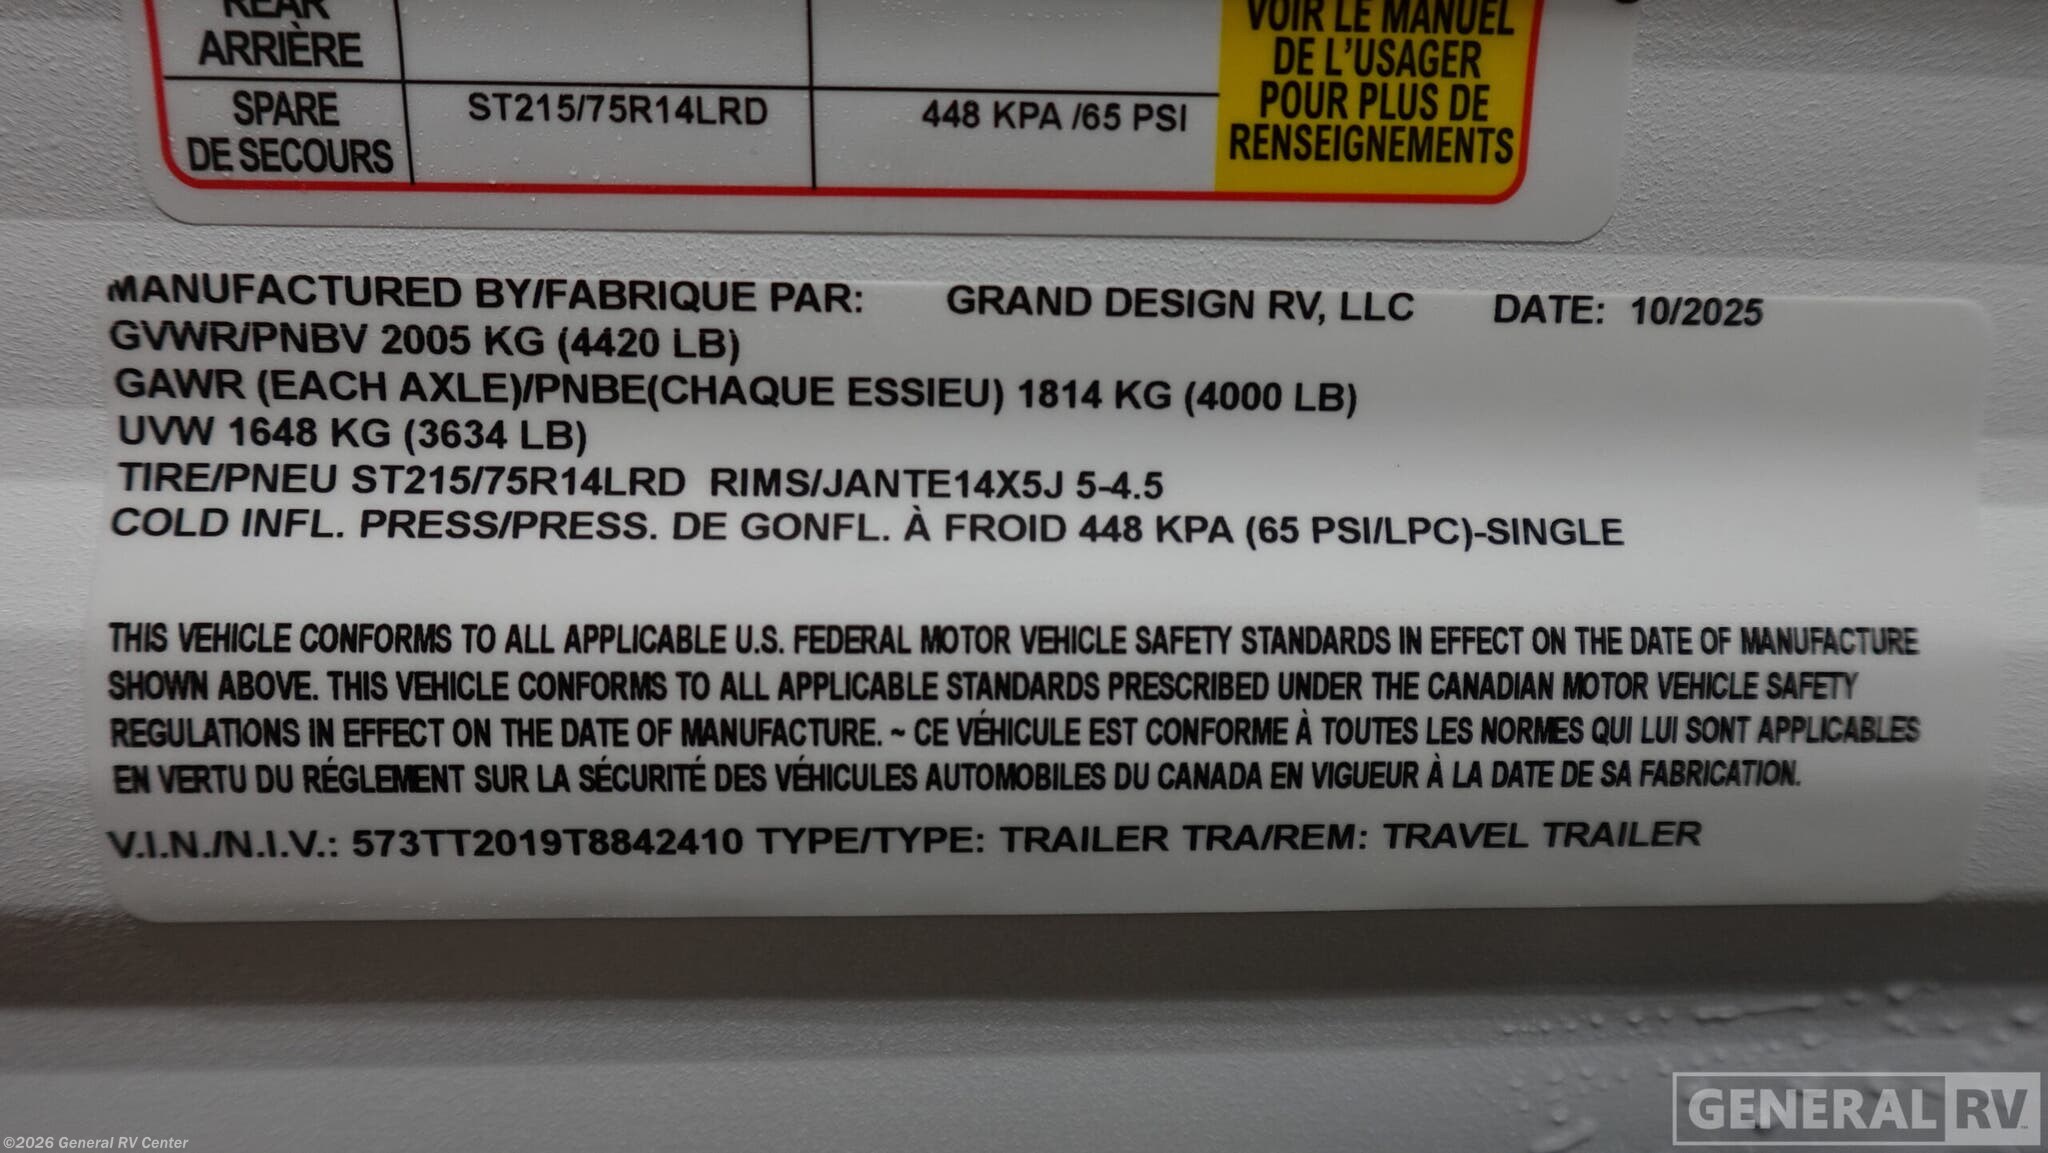 REAR
ARRIÈRE
SPARE
DE SECOURS
ST215/75R14LRD
448 KPA /65 PSI
VOIR LE MANUEL
DE L'USAGER
POUR PLUS DE
RENSEIGNEMENTS
MANUFACTURED BY/FABRIQUE PAR: GRAND DESIGN RV, LLC DATE: 10/2025
GVWR/PNBV 2005 KG (4420 LB)
GAWR (EACH AXLE)/PNBE(CHAQUE ESSIEU) 1814 KG (4000 LB)
UVW 1648 KG (3634 LB)
TIRE/PNEU ST215/75R14LRD RIMS/JANTE14X5J 5-4.5
COLD INFL. PRESS/PRESS. DE GONFL. À FROID 448 KPA (65 PSI/LPC)-SINGLE
THIS VEHICLE CONFORMS TO ALL APPLICABLE U.S. FEDERAL MOTOR VEHICLE SAFETY STANDARDS IN EFFECT ON THE DATE OF MANUFACTURE
SHOWN ABOVE. THIS VEHICLE CONFORMS TO ALL APPLICABLE STANDARDS PRESCRIBED UNDER THE CANADIAN MOTOR VEHICLE SAFETY
REGULATIONS IN EFFECT ON THE DATE OF MANUFACTURE. ~ CE VÉHICULE EST CONFORME À TOUTES LES NORMES QUI LUI SONT APPLICABLES
EN VERTU DU RÉGLEMENT SUR LA SÉCURITÉ DES VÉHICULES AUTOMOBILES DU CANADA EN VIGUEUR À LA DATE DE SA FABRICATION.
V.I.N./N.I.V.: 573TT2019T8842410 TYPE/TYPE: TRAILER TRA/REM: TRAVEL TRAILER
GENERAL RV
©2026 General RV Center